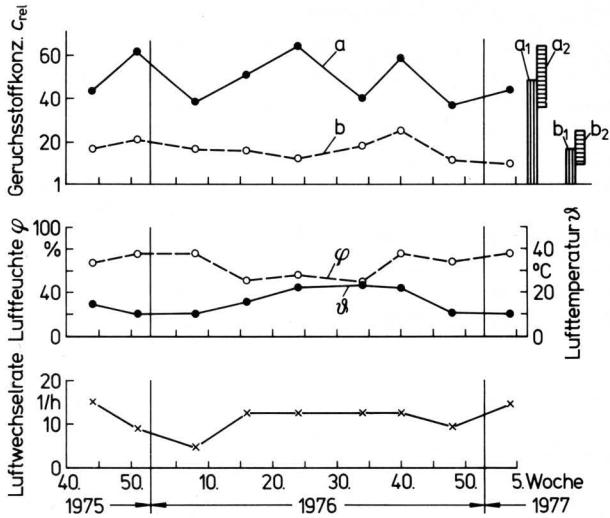 Geruchsstoffkonz. c_rel
60
40
20
1
a
b
a₁ a₂
b₁ b₂
Luftfeuchte φ
100
%
40
0
φ
ϑ
40
°C
20
0
Lufttemperatur ϑ
Luftwechselrate
20
1/h
10
0
40. 50. 10. 20. 30. 40. 50. 5. Woche
1975 1976 1977